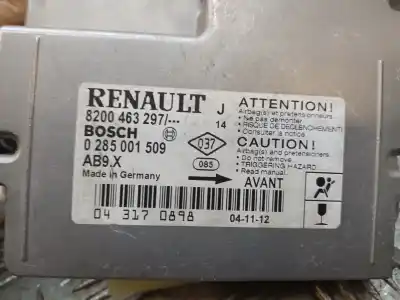 RENAULT J
8200 463 297/--- 14
BOSCH 037
0 285 001 509
AB9.X 085
Made in Germany AVANT
04 317 0898 04-11-12
ATTENTION!
Airbag(s) et prétensionneurs
• Ne pas démonter
• (RISQUE DE DECLENCHEMENT)
• Consulter la notice
CAUTION!
Airbag(s) and pretensioners
• Do not remove
• TRIGGERING HAZARD
• Read manual